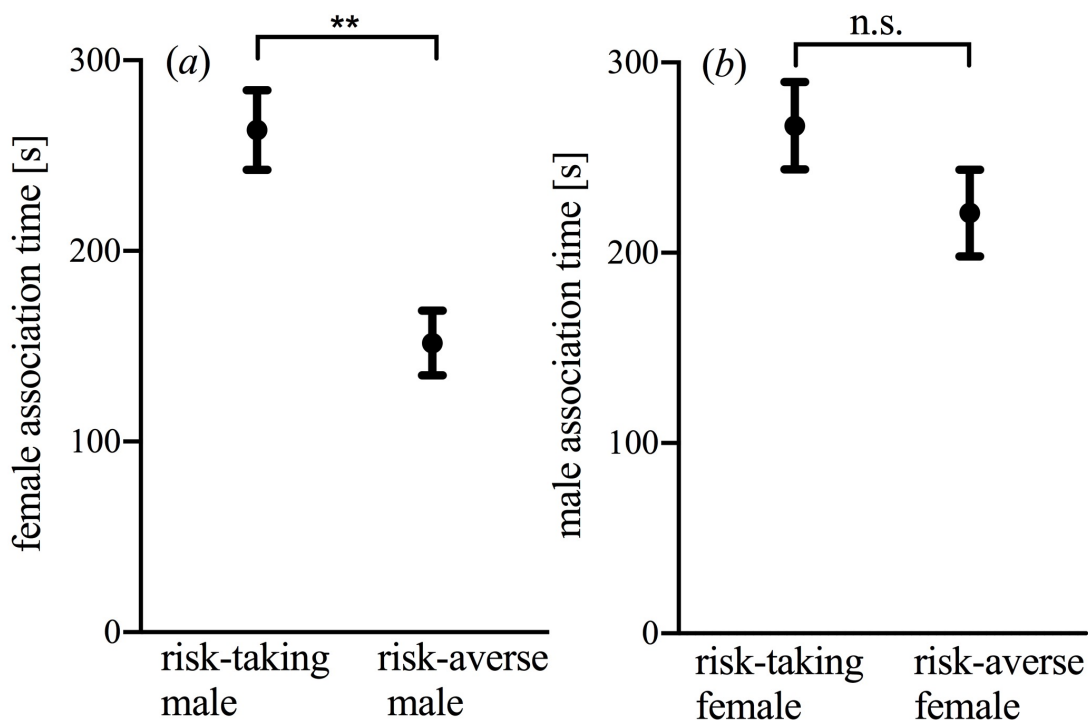 **
(a)
female association time [s]
300
200
100
0
risk-taking
male
risk-averse
male
n.s.
(b)
male association time [s]
300
200
100
0
risk-taking
female
risk-averse
female